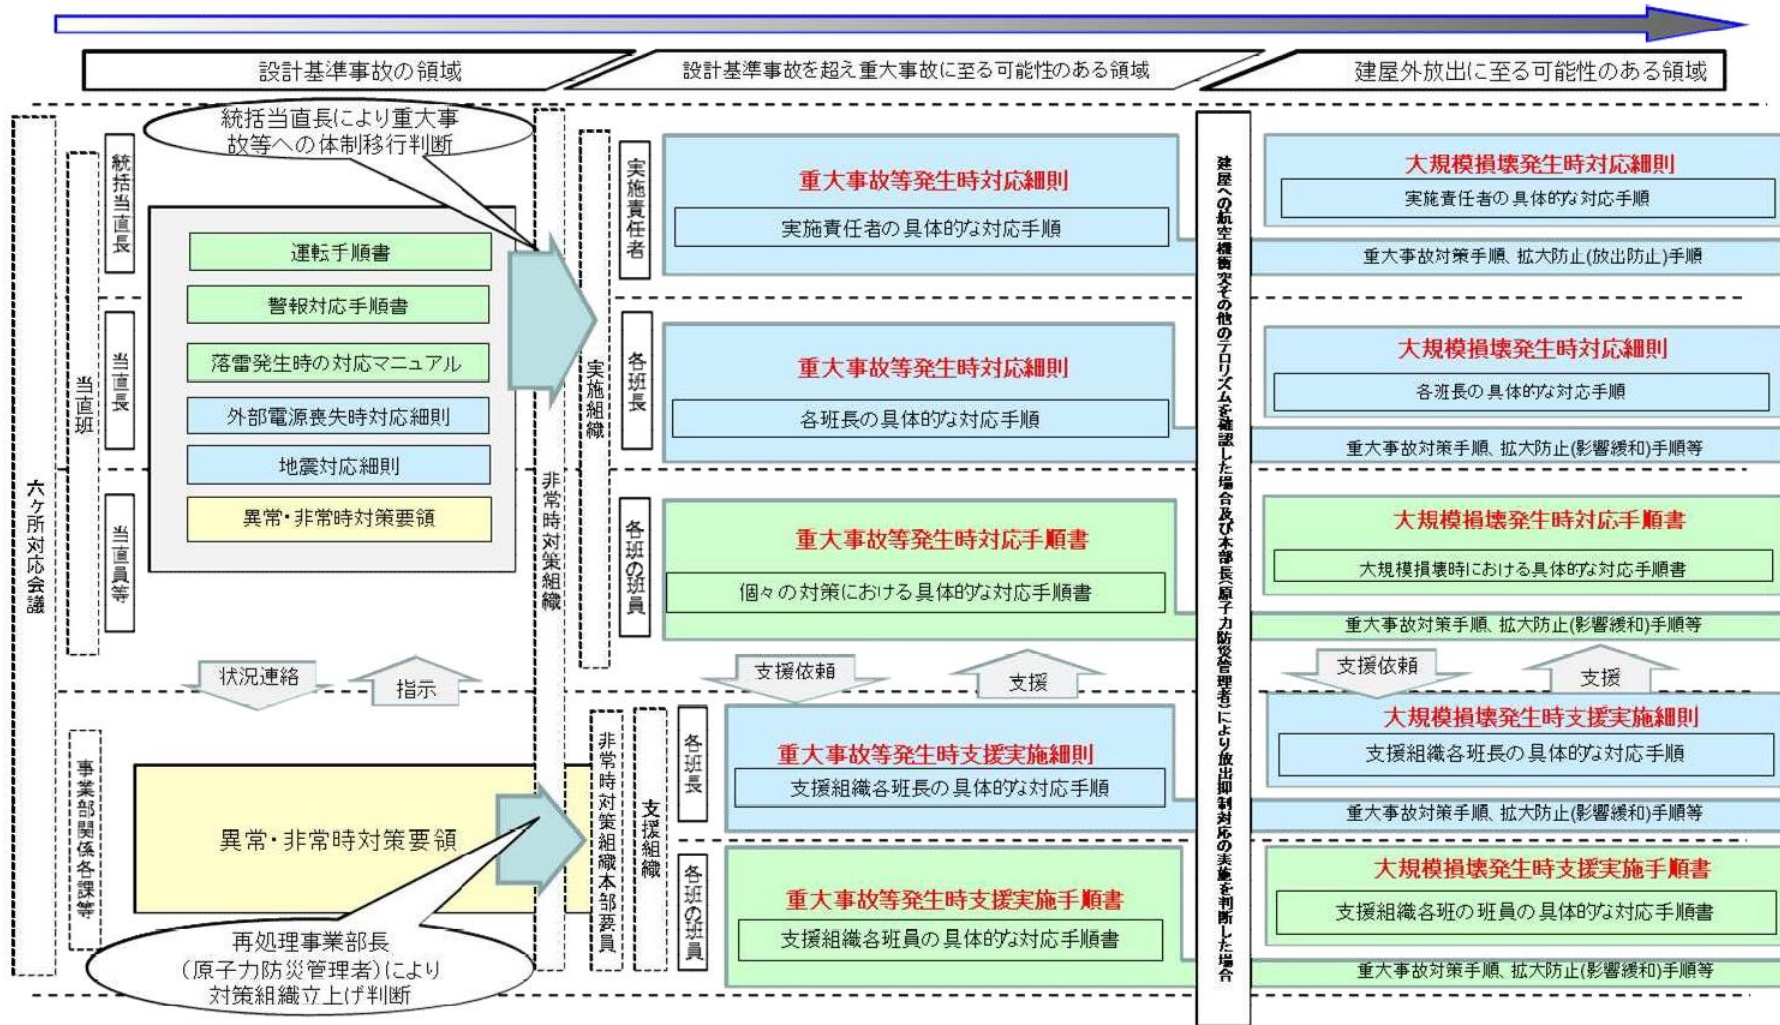 設計基準事故の領域
設計基準事故を超え重大事故に至る可能性のある領域
建屋外放出に至る可能性のある領域
統括当直長により重大事
故等への体制移行判断
六ヶ所対応会議
当直班
統括当直長
当直長
当直員等
運転手順書
警報対応手順書
落雷発生時の対応マニュアル
外部電源喪失時対応細則
地震対応細則
異常・非常時対策要領
状況連絡
指示
事業部関係各課等
異常・非常時対策要領
再処理事業部長
(原子力防災管理者)により
対策組織立上げ判断
非常時対策組織
実施組織
実施責任者
重大事故等発生時対応細則
実施責任者の具体的な対応手順
各班長
重大事故等発生時対応細則
各班長の具体的な対応手順
各班の班員
重大事故等発生時対応手順書
個々の対策における具体的な対応手順書
支援依頼
支援
非常時対策組織本部要員
支援組織
各班長
重大事故等発生時支援実施細則
支援組織各班長の具体的な対応手順
各班の班員
重大事故等発生時支援実施手順書
支援組織各班員の具体的な対応手順書
建屋への航空機衝突その他のテロリズムを確認した場合及び本部長(原子力防災管理者)により放出抑制対応の実施を判断した場合
大規模損壊発生時対応細則
実施責任者の具体的な対応手順
重大事故対策手順、拡大防止(放出防止)手順
大規模損壊発生時対応細則
各班長の具体的な対応手順
重大事故対策手順、拡大防止(影響緩和)手順等
大規模損壊発生時対応手順書
大規模損壊時における具体的な対応手順書
重大事故対策手順、拡大防止(影響緩和)手順等
支援依頼
支援
大規模損壊発生時支援実施細則
支援組織各班長の具体的な対応手順
重大事故対策手順、拡大防止(影響緩和)手順等
大規模損壊発生時支援実施手順書
支援組織各班の班員の具体的な対応手順書
重大事故対策手順、拡大防止(影響緩和)手順等